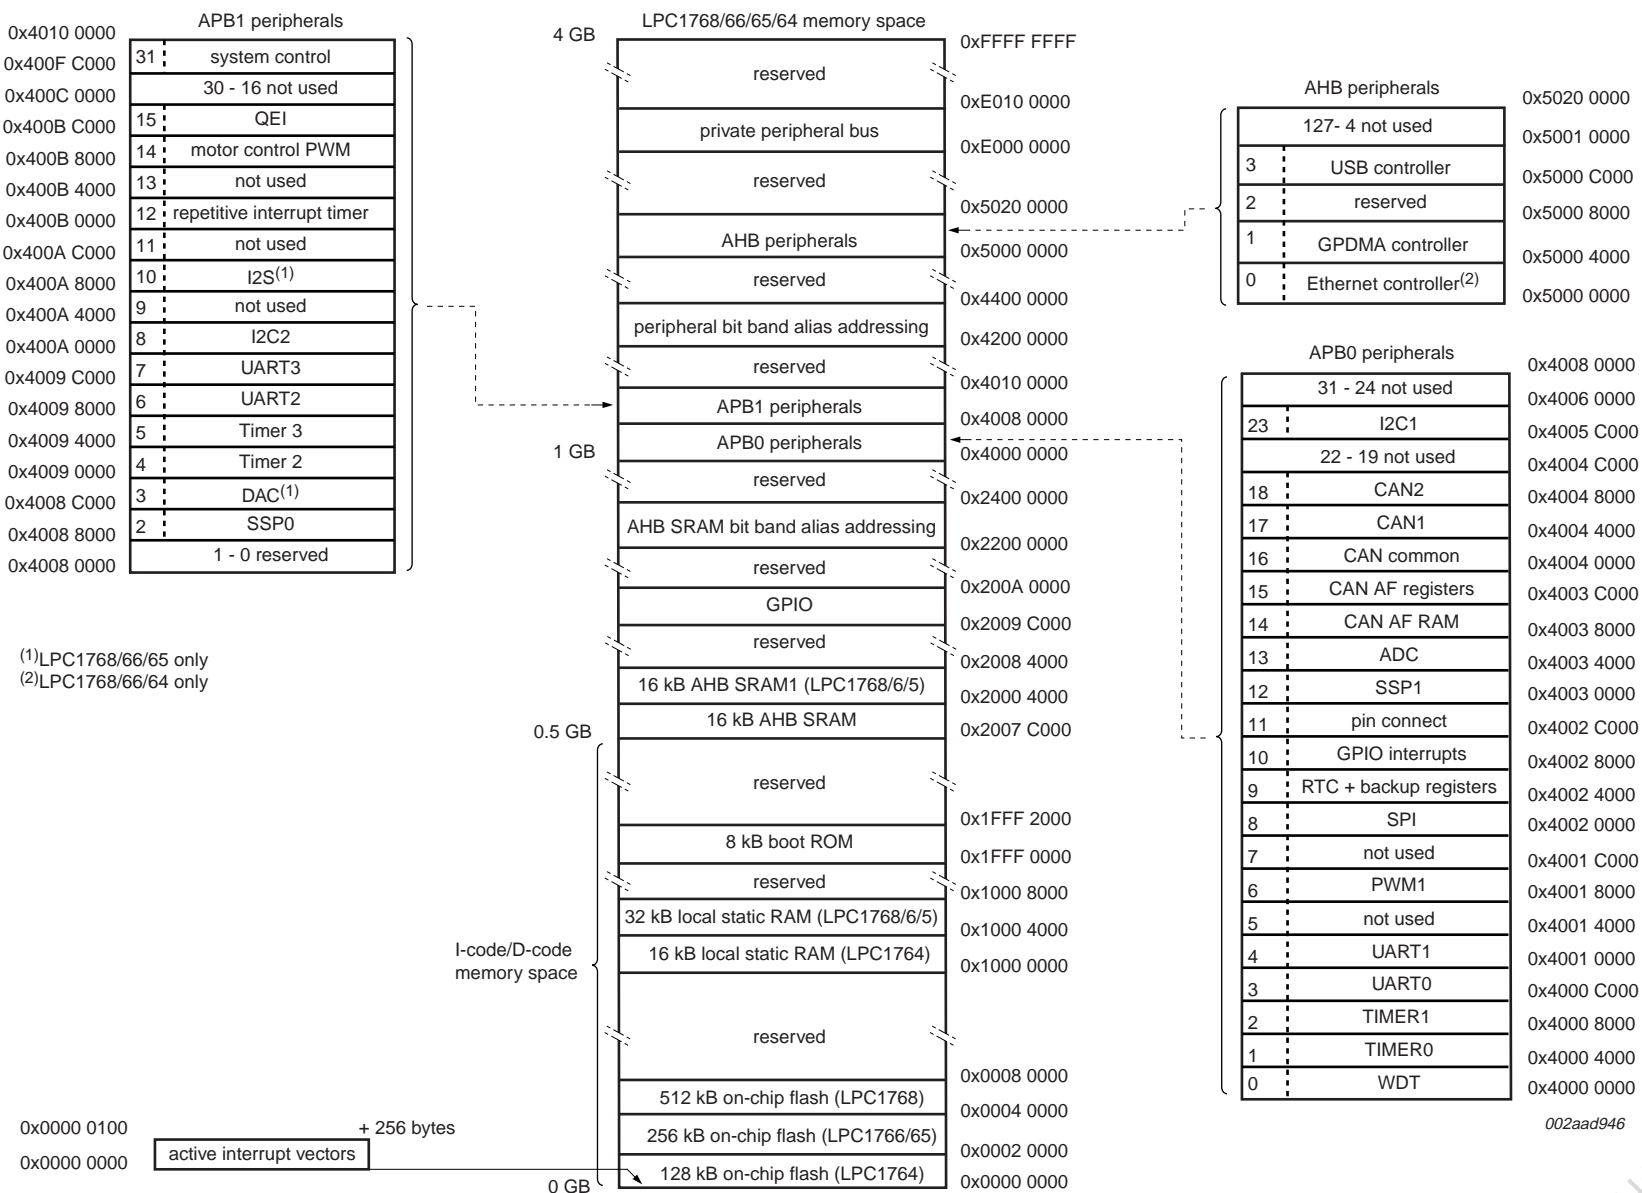 APB1 peripherals
0x4010 0000
31 system control
0x400F C000
30 - 16 not used
0x400C 0000
15 QEI
0x400B C000
14 motor control PWM
0x400B 8000
13 not used
0x400B 4000
12 repetitive interrupt timer
0x400B 0000
11 not used
0x400A C000
10 I2S(1)
0x400A 8000
9 not used
0x400A 4000
8 I2C2
0x400A 0000
7 UART3
0x4009 C000
6 UART2
0x4009 8000
5 Timer 3
0x4009 4000
4 Timer 2
0x4009 0000
3 DAC(1)
0x4008 C000
2 SSP0
0x4008 8000
1 - 0 reserved
0x4008 0000
(1)LPC1768/66/65 only
(2)LPC1768/66/64 only
0x0000 0100
+ 256 bytes
active interrupt vectors
0x0000 0000
LPC1768/66/65/64 memory space
4 GB
0xFFFF FFFF
reserved
0xE010 0000
private peripheral bus
0xE000 0000
reserved
0x5020 0000
AHB peripherals
0x5000 0000
reserved
0x4400 0000
peripheral bit band alias addressing
0x4200 0000
reserved
0x4010 0000
APB1 peripherals
0x4008 0000
APB0 peripherals
1 GB
0x4000 0000
reserved
0x2400 0000
AHB SRAM bit band alias addressing
0x2200 0000
reserved
0x200A 0000
GPIO
0x2009 C000
reserved
0x2008 4000
16 kB AHB SRAM1 (LPC1768/6/5)
0x2000 4000
16 kB AHB SRAM
0.5 GB
0x2007 C000
reserved
0x1FFF 2000
8 kB boot ROM
0x1FFF 0000
reserved
0x1000 8000
32 kB local static RAM (LPC1768/6/5)
0x1000 4000
16 kB local static RAM (LPC1764)
0x1000 0000
I-code/D-code
memory space
reserved
0x0008 0000
512 kB on-chip flash (LPC1768)
0x0004 0000
256 kB on-chip flash (LPC1766/65)
0x0002 0000
128 kB on-chip flash (LPC1764)
0 GB
0x0000 0000
AHB peripherals
0x5020 0000
127- 4 not used
0x5001 0000
3 USB controller
0x5000 C000
2 reserved
0x5000 8000
1 GPDMA controller
0x5000 4000
0 Ethernet controller(2)
0x5000 0000
APB0 peripherals
0x4008 0000
31 - 24 not used
0x4006 0000
23 I2C1
0x4005 C000
22 - 19 not used
0x4004 C000
18 CAN2
0x4004 8000
17 CAN1
0x4004 4000
16 CAN common
0x4004 0000
15 CAN AF registers
0x4003 C000
14 CAN AF RAM
0x4003 8000
13 ADC
0x4003 4000
12 SSP1
0x4003 0000
11 pin connect
0x4002 C000
10 GPIO interrupts
0x4002 8000
9 RTC + backup registers
0x4002 4000
8 SPI
0x4002 0000
7 not used
0x4001 C000
6 PWM1
0x4001 8000
5 not used
0x4001 4000
4 UART1
0x4001 0000
3 UART0
0x4000 C000
2 TIMER1
0x4000 8000
1 TIMER0
0x4000 4000
0 WDT
0x4000 0000
002aad946